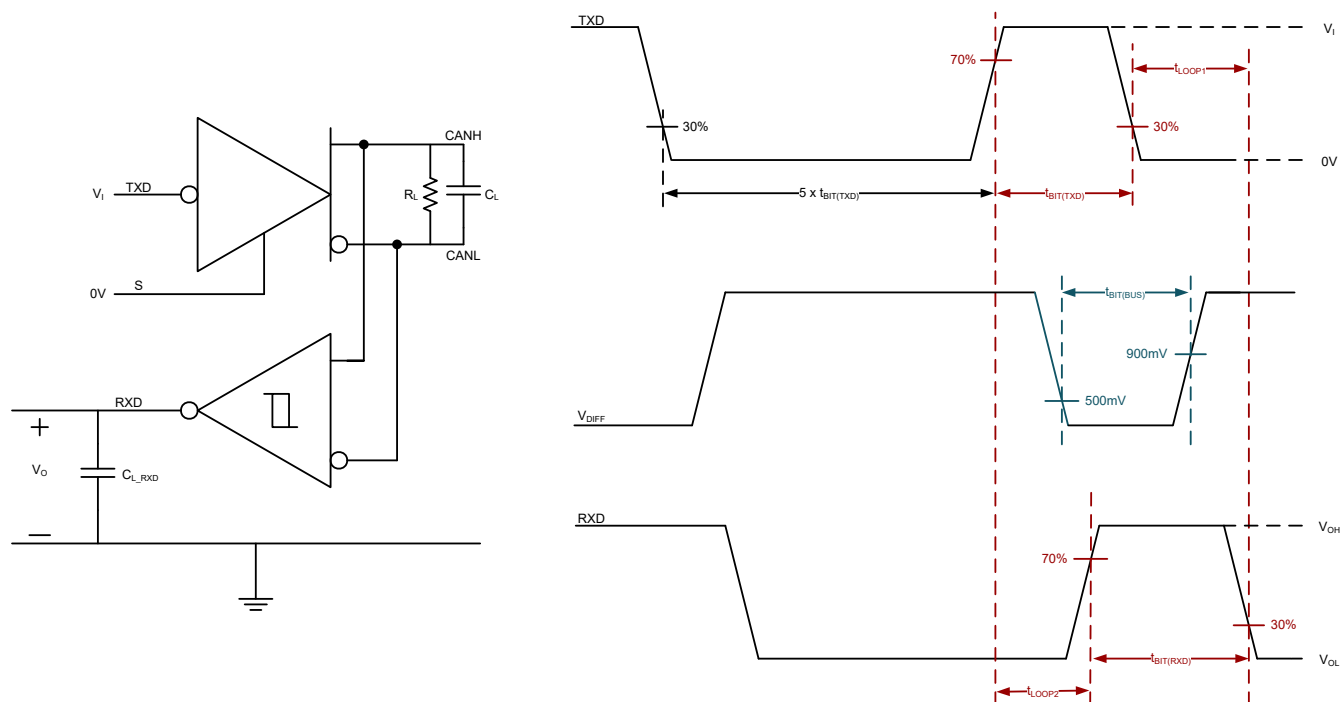 CANH
V_I TXD
R_L C_L
CANL
0V S
RXD
+
V_O
C_L_RXD
—
TXD
V_I
70%
t_LOOP1
30%
30%
0V
5 x t_BIT(TXD)
t_BIT(TXD)
t_BIT(BUS)
900mV
500mV
V_DIFF
RXD
V_OH
70%
30%
t_BIT(RXD)
V_OL
t_LOOP2